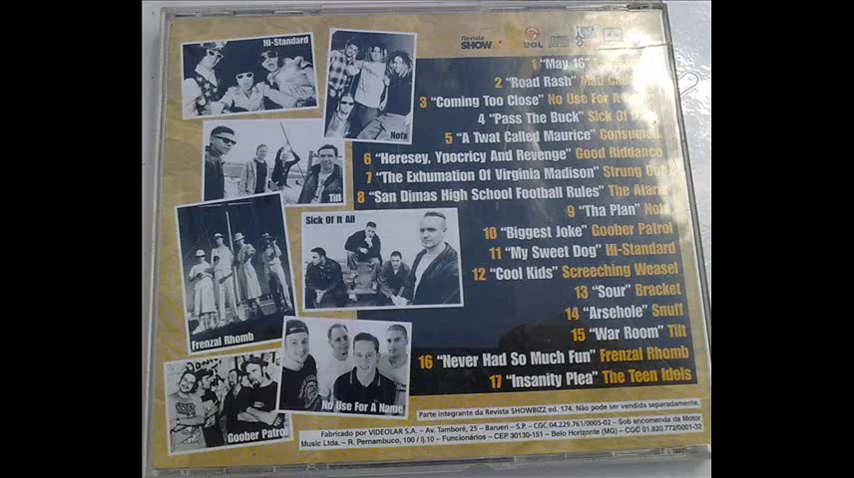 Hi-Standard
Nofx
Tilt
Sick Of It All
Frenzal Rhomb
No Use For A Name
Goober Patrol
Revista
SHOW
UOL
1 "May 16"
2 "Road Rash" Mad
3 "Coming Too Close" No Use For A
4 "Pass The Buck" Sick Of
5 "A Twat Called Maurice" Consumed
6 "Heresey, Ypocricy And Revenge" Good Riddance
7 "The Exhumation Of Virginia Madison" Strung Out
8 "San Dimas High School Football Rules" The Ataris
9 "Tha Plan" Nofx
10 "Biggest Joke" Goober Patrol
11 "My Sweet Dog" Hi-Standard
12 "Cool Kids" Screeching Weasel
13 "Sour" Bracket
14 "Arsehole" Snuff
15 "War Room" Tilt
16 "Never Had So Much Fun" Frenzal Rhomb
17 "Insanity Plea" The Teen Idols
Parte integrante da Revista SHOWBIZZ ed. 174. Não pode ser vendida separadamente.
Fabricado por VIDEOLAR S.A. – Av. Tamboré, 25 – Barueri – S.P. – CGC 04.229.761/0005-02 – Sob encomenda da Motor
Music Ltda. – R. Pernambuco, 100 / lj.10 – Funcionários – CEP 30130-151 – Belo Horizonte (MG) – CGC 01.820.772/0001-32